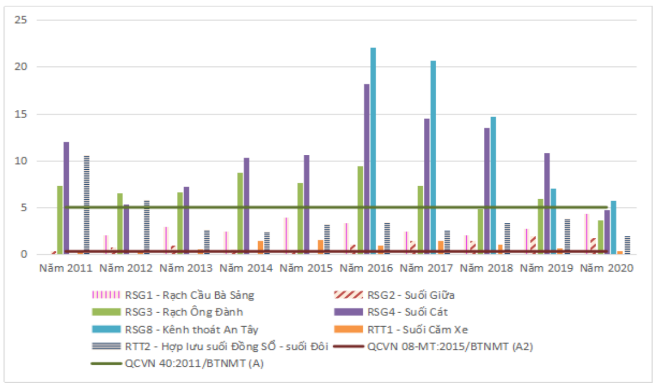 25
20
15
10
5
0
Năm 2011 Năm 2012 Năm 2013 Năm 2014 Năm 2015 Năm 2016 Năm 2017 Năm 2018 Năm 2019 Năm 2020
RSG1 - Rạch Cầu Bà Sảng RSG2 - Suối Giữa
RSG3 - Rạch Ông Đành RSG4 - Suối Cát
RSG8 - Kênh thoát An Tây RTT1 - Suối Căm Xe
RTT2 - Hợp lưu suối Đồng SỔ - suối Đôi QCVN 08-MT:2015/BTNMT (A2)
QCVN 40:2011/BTNMT (A)